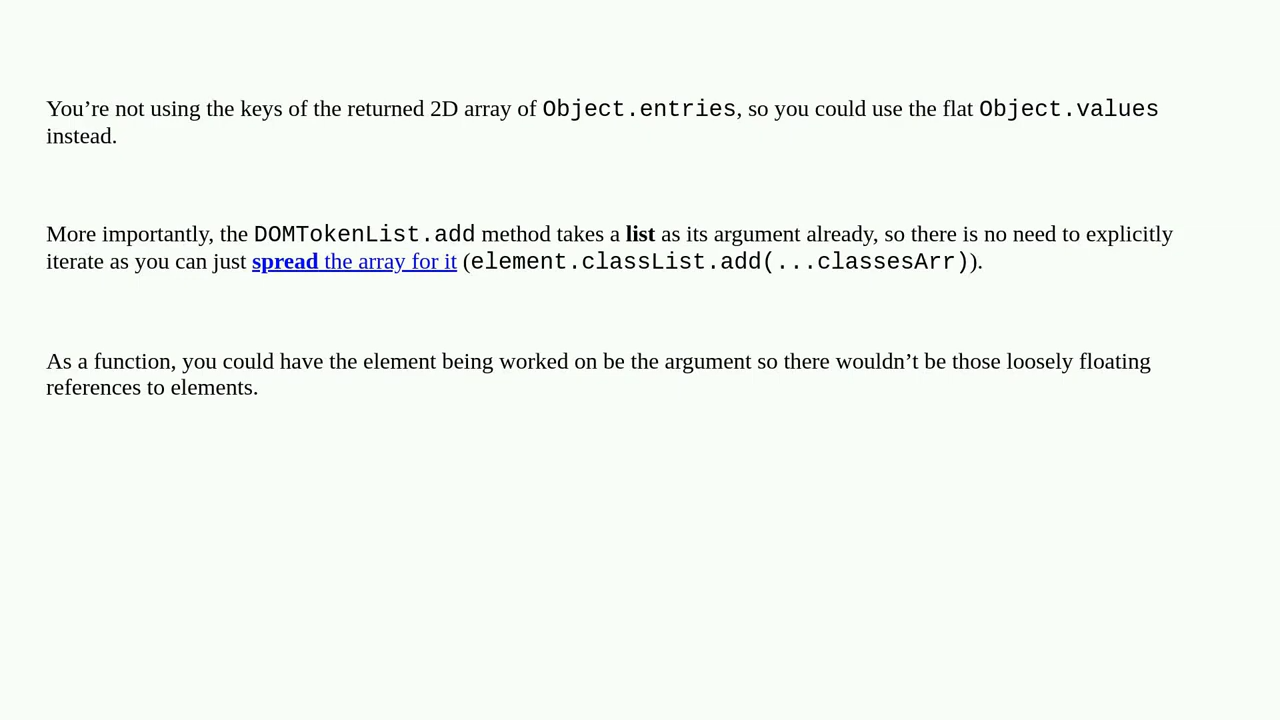 You’re not using the keys of the returned 2D array of Object.entries, so you could use the flat Object.values
instead.
More importantly, the DOMTokenList.add method takes a list as its argument already, so there is no need to explicitly
iterate as you can just spread the array for it (element.classList.add(...classesArr)).
As a function, you could have the element being worked on be the argument so there wouldn’t be those loosely floating
references to elements.